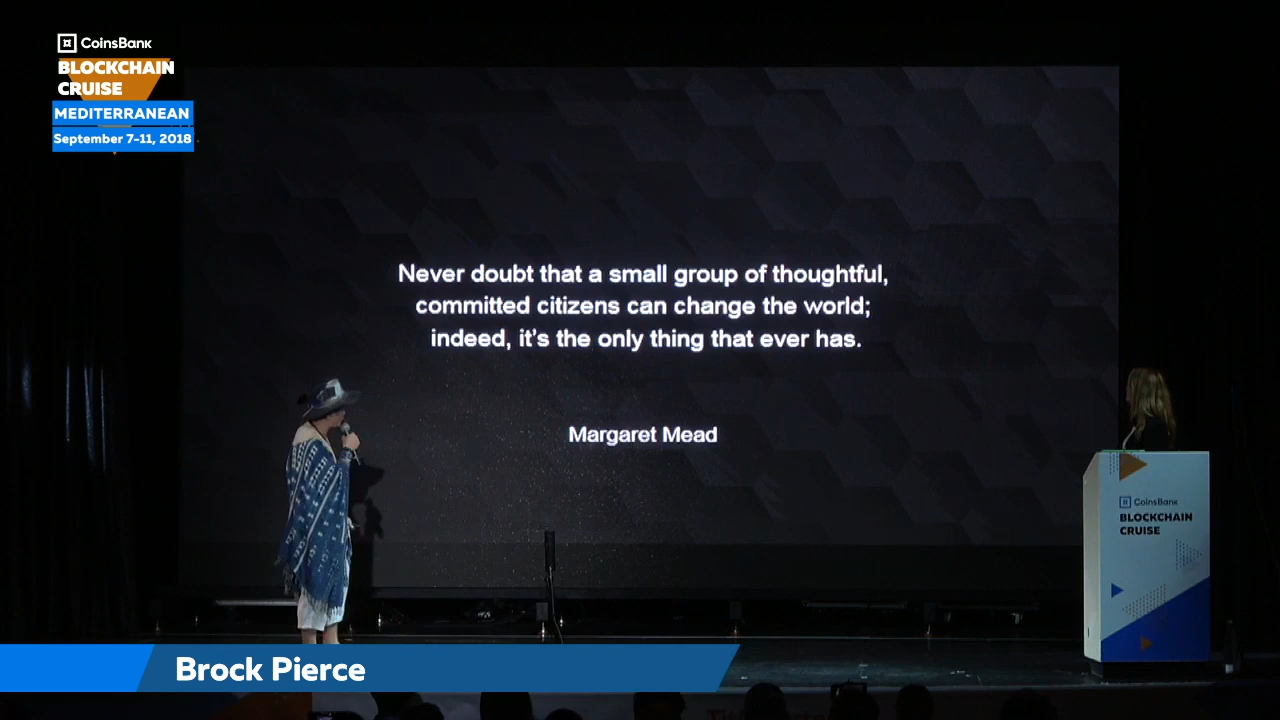 CoinsBank
BLOCKCHAIN
CRUISE
MEDITERRANEAN
September 7-11, 2018
Never doubt that a small group of thoughtful,
committed citizens can change the world;
indeed, it's the only thing that ever has.
Margaret Mead
CoinsBank
BLOCKCHAIN
CRUISE
Brock Pierce